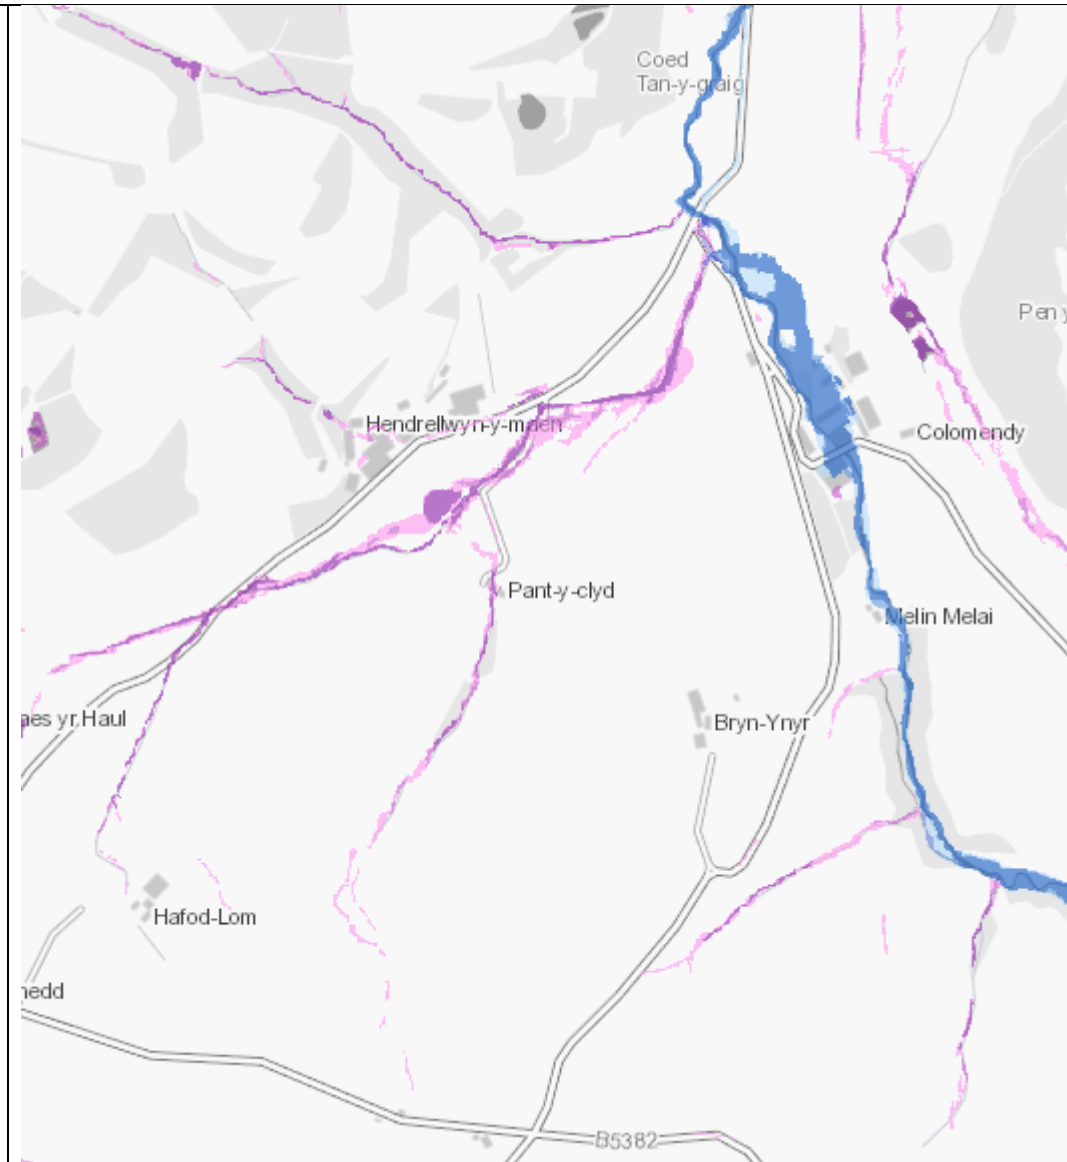 Coed
Tan-y-graig
Pen y
Hendrellwyn-y-maen
Colomendy
Pant-y-clyd
Melin Melai
aes yr Haul
Bryn-Ynyr
Hafod-Lom
nedd
B5382